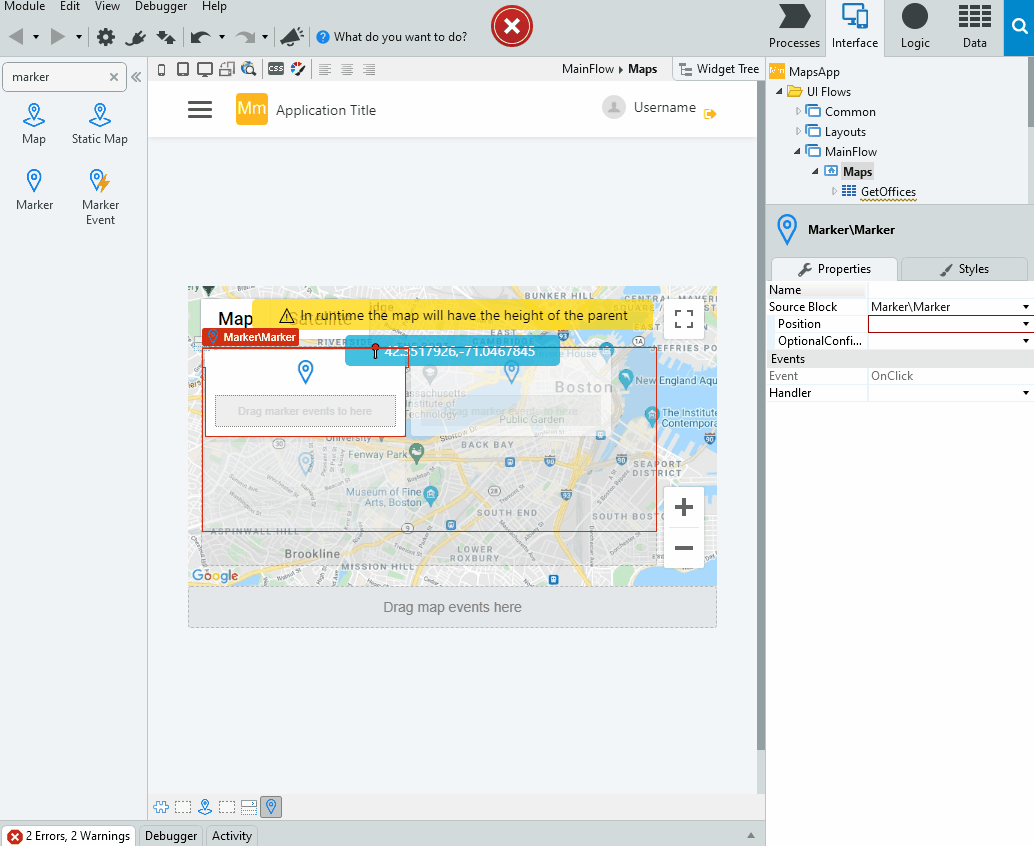 Module Edit View Debugger Help
What do you want to do?
Processes Interface Logic Data
marker
Map Static Map
Marker Marker Event
MainFlow Maps Widget Tree
Mm Application Title Username
MapsApp
UI Flows
Common
Layouts
MainFlow
Maps
GetOffices
Marker\Marker
Properties Styles
Name
Source Block Marker\Marker
Position
OptionalConfi...
Events
Event OnClick
Handler
BUNKER HILL
Map Satellite
In runtime the map will have the height of the parent
Marker\Marker
42.3517926,-71.0467845
Boston
New England Aqu
Drag marker events to here
Drag marker events to here
Public Garden
The Institute
Contempora
Fenway Park
BACK BAY
SEAPORT
DISTRICT
Museum of Fine
Arts, Boston
SOUTH END
SOUTH BOST
ASPINWALL HILL
Brookline
LOWER
ROXBURY
MISSION HILL
Google
Drag map events here
2 Errors, 2 Warnings Debugger Activity